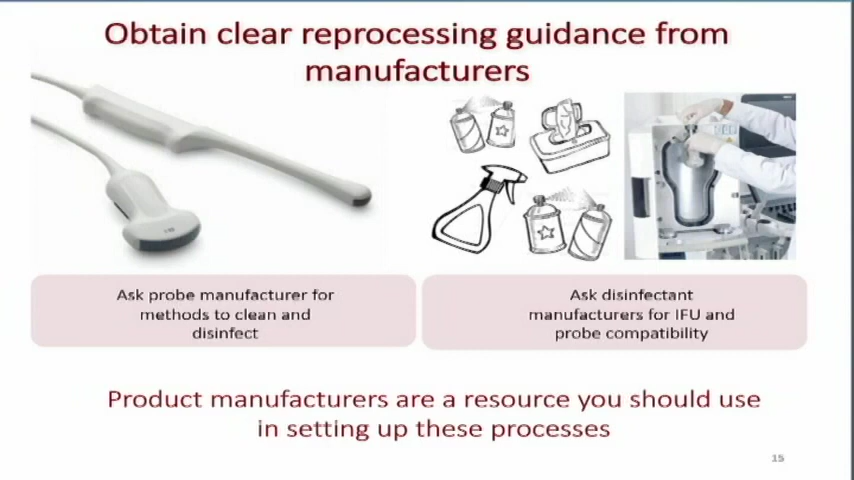 Obtain clear reprocessing guidance from
manufacturers
Ask probe manufacturer for
methods to clean and
disinfect
Ask disinfectant
manufacturers for IFU and
probe compatibility
Product manufacturers are a resource you should use
in setting up these processes
15